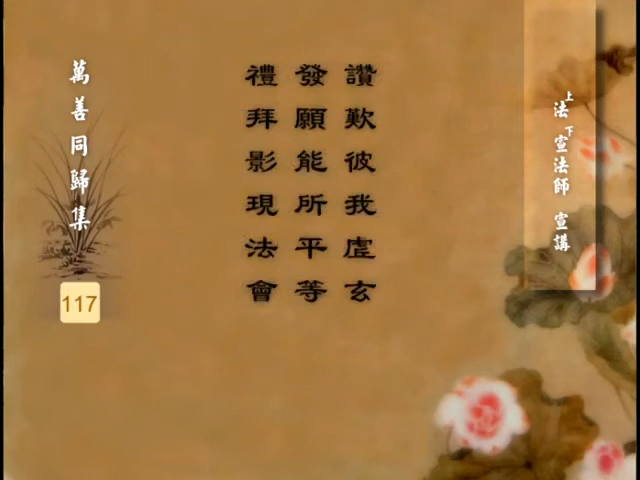 上法下宣法師 宣講
讚歎彼我虛玄
發願能所平等
禮拜影現法會
萬善同歸集
117